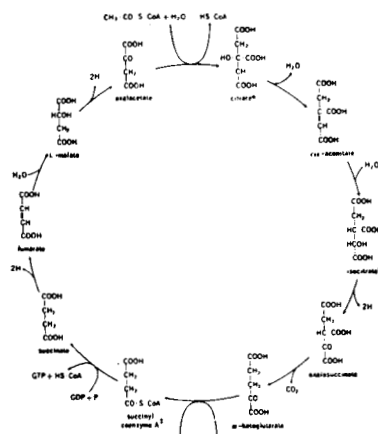 CH₃·CO·S·CoA + H₂O
HS CoA
COOH
CO
CH₂
COOH
oxaloacetate
COOH
CH₂
HO C COOH
CH₂
COOH
citrate
H₂O
COOH
CH₂
C COOH
CH
COOH
cis-aconitate
H₂O
COOH
CH₂
HC COOH
HCOH
COOH
isocitrate
2H
COOH
CH₂
HC COOH
CO
COOH
oxalosuccinate
CO₂
COOH
CH₂
CH₂
CO
COOH
α-ketoglutarate
COOH
CH₂
CH₂
CO·S CoA
succinyl
coenzyme A‡
GDP + P
GTP + HS CoA
COOH
CH₂
CH₂
COOH
succinate
2H
COOH
CH
CH
COOH
fumarate
H₂O
COOH
CHOH
CH₂
COOH
L-malate
2H